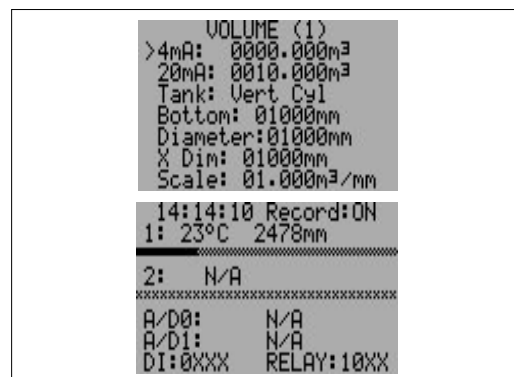 VOLUME (1)
>4mA: 0000.000m³
20mA: 0010.000m³
Tank: Vert Cyl
Bottom: 01000mm
Diameter:01000mm
X Dim: 01000mm
Scale: 01.000m³/mm
14:14:10 Record:ON
1: 23ºC 2478mm
2: N/A
A/D0: N/A
A/D1: N/A
DI:0XXX RELAY:10XX